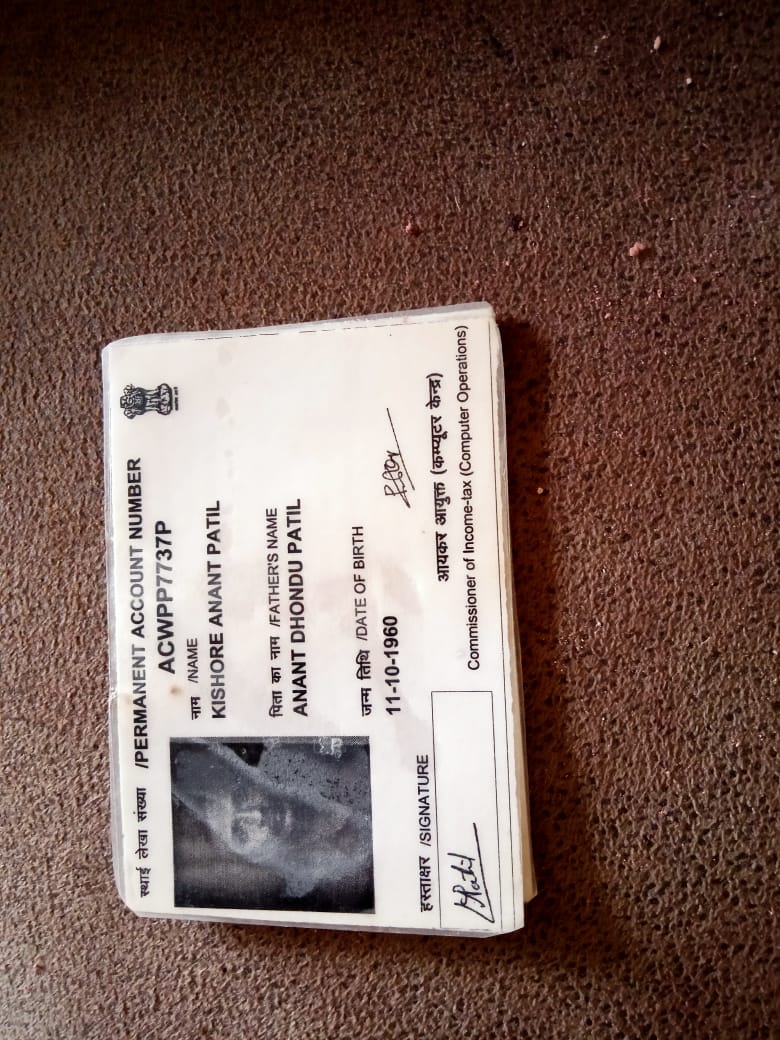 स्थाई लेखा संख्या /PERMANENT ACCOUNT NUMBER
ACWPP7737P
नाम /NAME
KISHORE ANANT PATIL
पिता का नाम /FATHER'S NAME
ANANT DHONDU PATIL
जन्म तिथि /DATE OF BIRTH
11-10-1960
हस्ताक्षर /SIGNATURE
KPatil
आयकर आयुक्त (कम्प्यूटर केन्द्र)
Commissioner of Income-tax (Computer Operations)